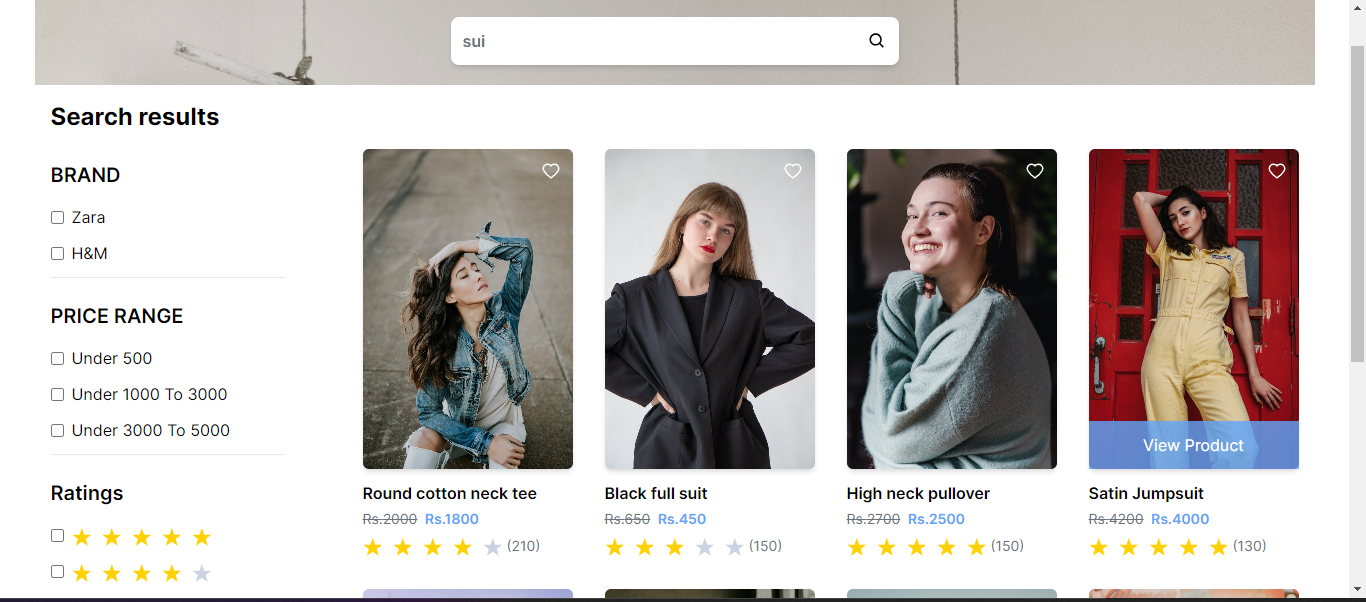 sui
Search results
BRAND
Zara
H&M
PRICE RANGE
Under 500
Under 1000 To 3000
Under 3000 To 5000
Ratings
View Product
Round cotton neck tee
Rs.2000 Rs.1800
(210)
Black full suit
Rs.650 Rs.450
(150)
High neck pullover
Rs.2700 Rs.2500
(150)
Satin Jumpsuit
Rs.4200 Rs.4000
(130)